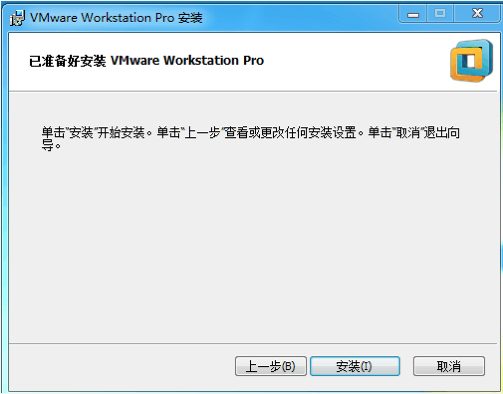 VMware Workstation Pro 安装
已准备好安装 VMware Workstation Pro
单击“安装”开始安装。单击“上一步”查看或更改任何安装设置。单击“取消”退出向
导。
上一步(B) 安装(I) 取消